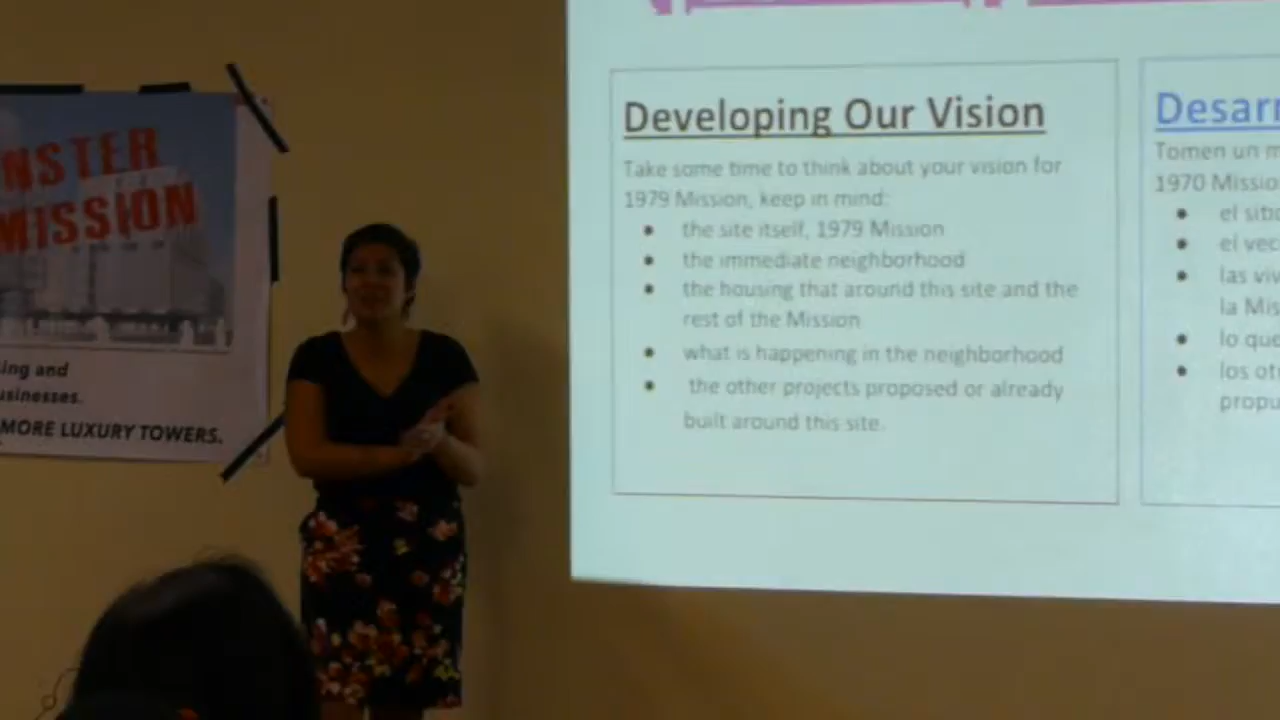 NSTER
MISSION
ing and
usinesses.
MORE LUXURY TOWERS.
Developing Our Vision
Take some time to think about your vision for
1979 Mission, keep in mind:
• the site itself, 1979 Mission
• the immediate neighborhood
• the housing that around this site and the
rest of the Mission
• what is happening in the neighborhood
• the other projects proposed or already
built around this site.
Desarr
Tomen un m
1970 Missio
• el sitio
• el vec
• las viv
la Mis
• lo que
• los ot
propu